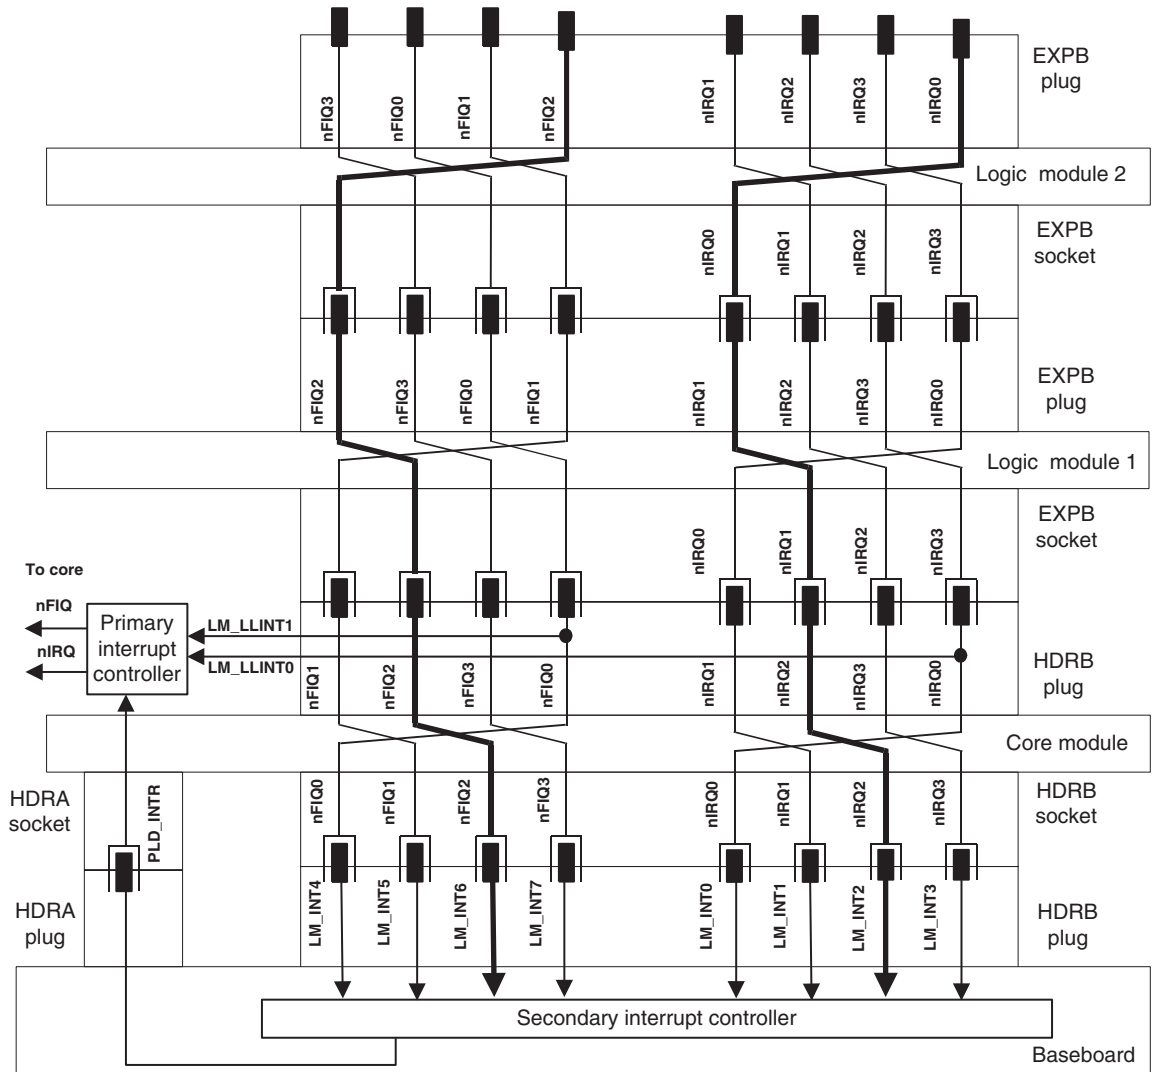 EXPB
plug
nFIQ3
nFIQ0
nFIQ1
nFIQ2
nIRQ1
nIRQ2
nIRQ3
nIRQ0
Logic module 2
EXPB
socket
nIRQ0
nIRQ1
nIRQ2
nIRQ3
EXPB
plug
nFIQ2
nFIQ3
nFIQ0
nFIQ1
nIRQ1
nIRQ2
nIRQ3
nIRQ0
Logic module 1
EXPB
socket
nIRQ0
nIRQ1
nIRQ2
nIRQ3
To core
nFIQ
nIRQ
Primary
interrupt
controller
LM_LLINT1
LM_LLINT0
nFIQ1
nFIQ2
nFIQ3
nFIQ0
nIRQ1
nIRQ2
nIRQ3
nIRQ0
HDRB
plug
Core module
HDRA
socket
PLD_INTR
nFIQ0
nFIQ1
nFIQ2
nFIQ3
nIRQ0
nIRQ1
nIRQ2
nIRQ3
HDRB
socket
HDRA
plug
LM_INT4
LM_INT5
LM_INT6
LM_INT7
LM_INT0
LM_INT1
LM_INT2
LM_INT3
HDRB
plug
Secondary interrupt controller
Baseboard